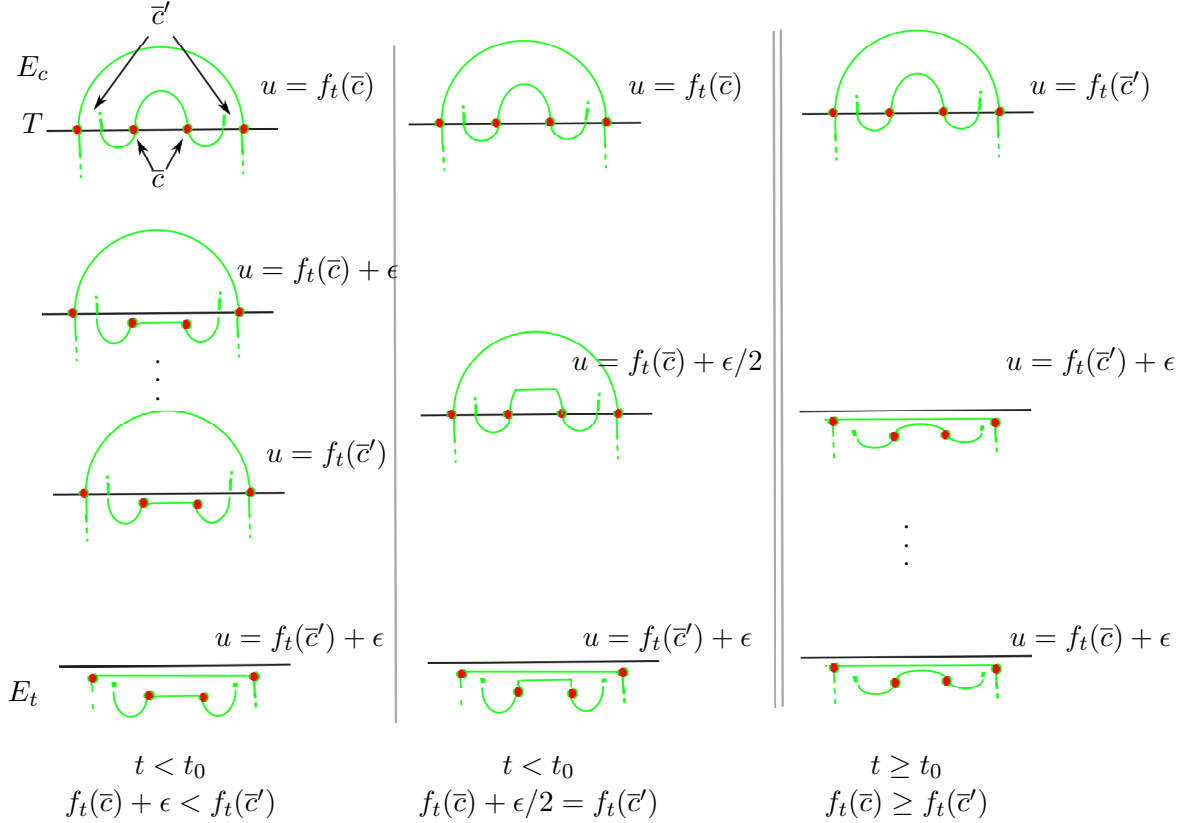 c̅′
E_c
u = f_t(c̅)
T
c̅
u = f_t(c̅) + ϵ
u = f_t(c̅′)
u = f_t(c̅′) + ϵ
E_t
t < t_0
f_t(c̅) + ϵ < f_t(c̅′)
u = f_t(c̅)
u = f_t(c̅) + ϵ/2
u = f_t(c̅′) + ϵ
t < t_0
f_t(c̅) + ϵ/2 = f_t(c̅′)
u = f_t(c̅′)
u = f_t(c̅′) + ϵ
u = f_t(c̅) + ϵ
t ≥ t_0
f_t(c̅) ≥ f_t(c̅′)